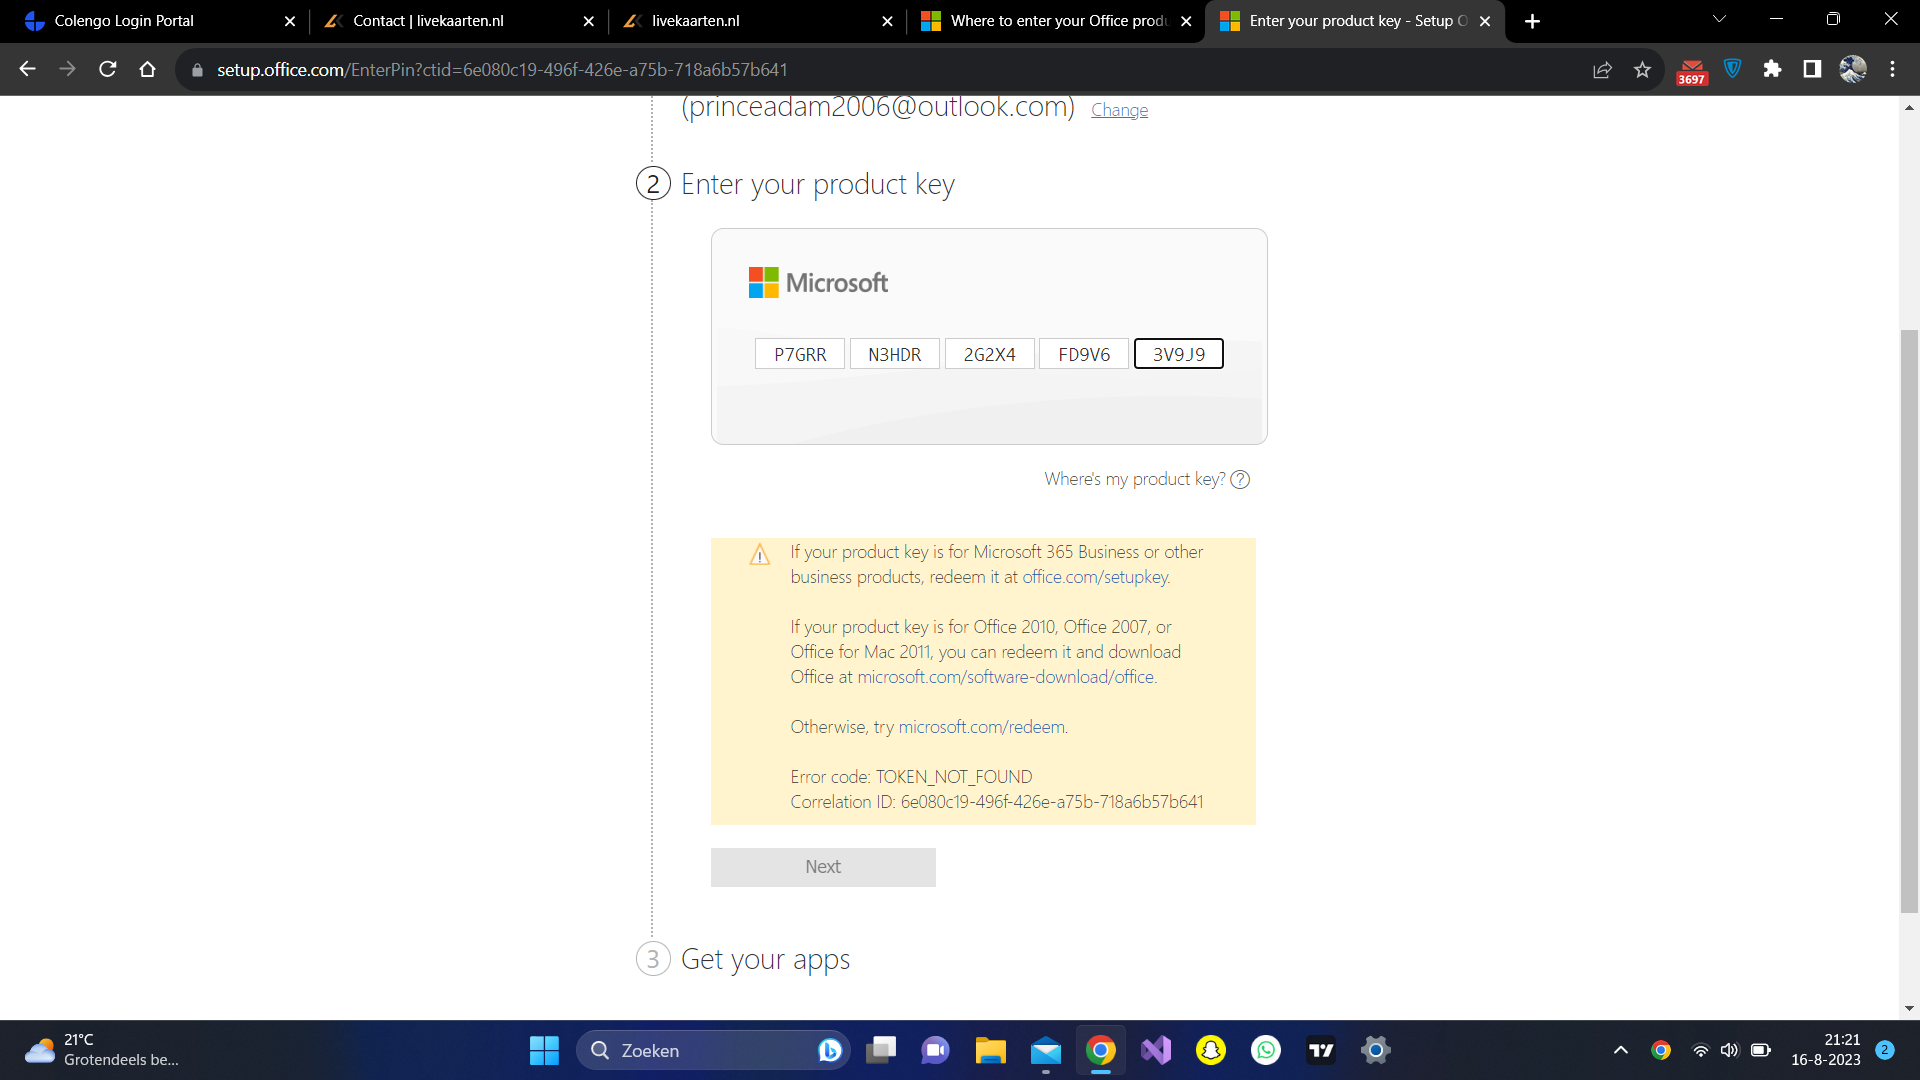 Colengo Login Portal
Contact | livekaarten.nl
livekaarten.nl
Where to enter your Office produ
Enter your product key - Setup O
setup.office.com/EnterPin?ctid=6e080c19-496f-426e-a75b-718a6b57b641
3697
(princeadam2006@outlook.com) Change
2 Enter your product key
Microsoft
P7GRR N3HDR 2G2X4 FD9V6 3V9J9
Where's my product key? ?
If your product key is for Microsoft 365 Business or other
business products, redeem it at office.com/setupkey.
If your product key is for Office 2010, Office 2007, or
Office for Mac 2011, you can redeem it and download
Office at microsoft.com/software-download/office.
Otherwise, try microsoft.com/redeem.
Error code: TOKEN_NOT_FOUND
Correlation ID: 6e080c19-496f-426e-a75b-718a6b57b641
Next
3 Get your apps
21°C
Grotendeels be...
Zoeken
21:21
16-8-2023
2